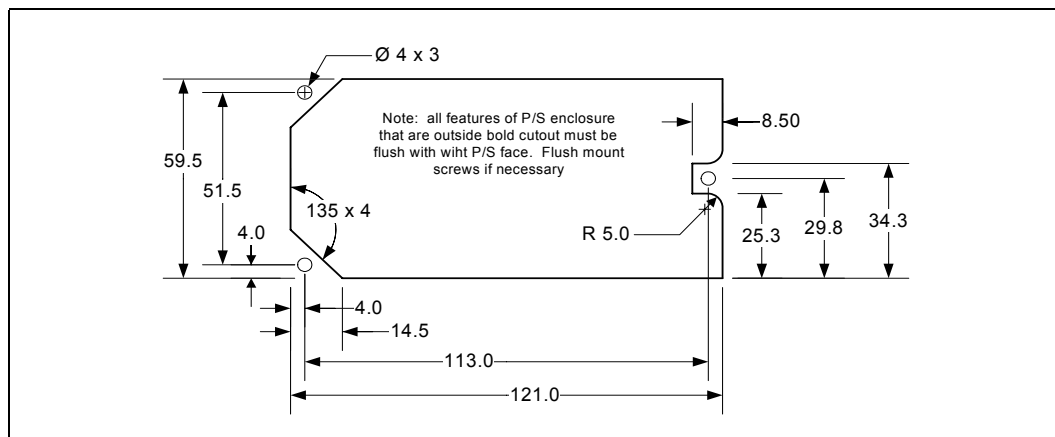 Ø 4 x 3
Note: all features of P/S enclosure
that are outside bold cutout must be
flush with wiht P/S face. Flush mount
screws if necessary
8.50
59.5
51.5
135 x 4
4.0
R 5.0
25.3
29.8
34.3
4.0
14.5
113.0
121.0